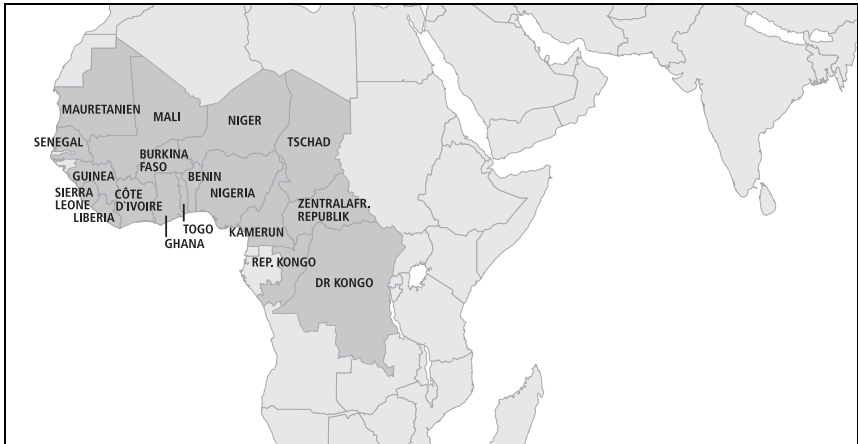 MAURETANIEN
MALI
NIGER
TSCHAD
SENEGAL
BURKINA
FASO
GUINEA
BENIN
SIERRA
LEONE
CÔTE
D'IVOIRE
NIGERIA
LIBERIA
ZENTRALAFR.
REPUBLIK
TOGO
GHANA
KAMERUN
REP. KONGO
DR KONGO